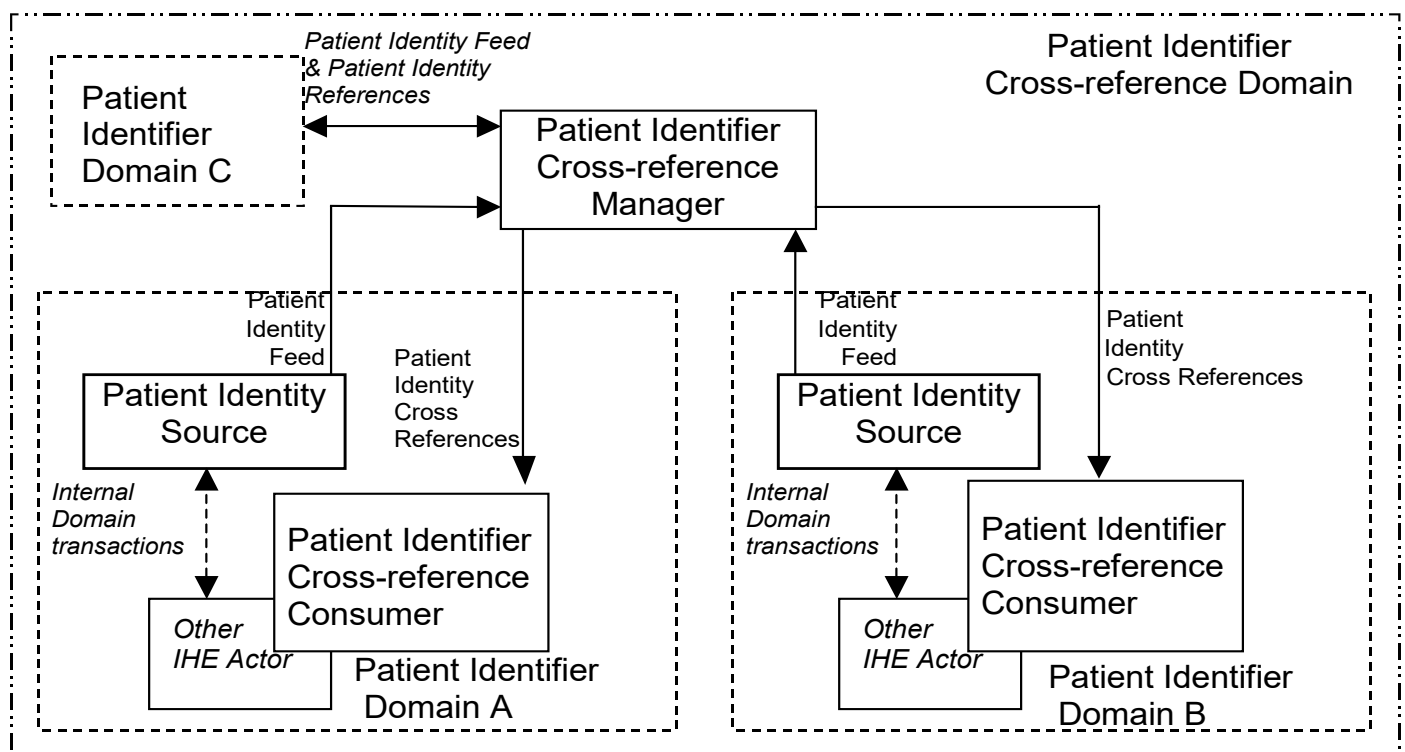 Patient Identity Feed
& Patient Identity
References
Patient Identifier
Cross-reference Domain
Patient
Identifier
Domain C
Patient Identifier
Cross-reference
Manager
Patient
Identity
Feed
Patient
Identity
Cross
References
Patient Identity
Source
Internal
Domain
transactions
Patient Identifier
Cross-reference
Consumer
Other
IHE Actor
Patient Identifier
Domain A
Patient
Identity
Feed
Patient
Identity
Cross References
Patient Identity
Source
Internal
Domain
transactions
Patient Identifier
Cross-reference
Consumer
Other
IHE Actor
Patient Identifier
Domain B